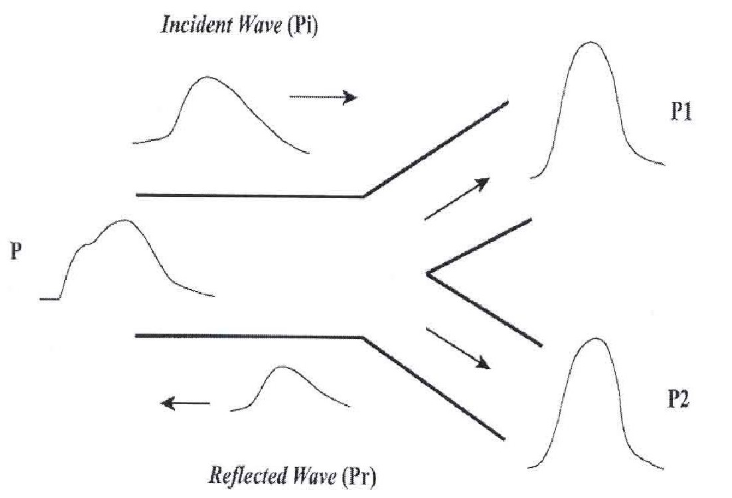 Incident Wave (Pi)
P1
P
P2
Reflected Wave (Pr)